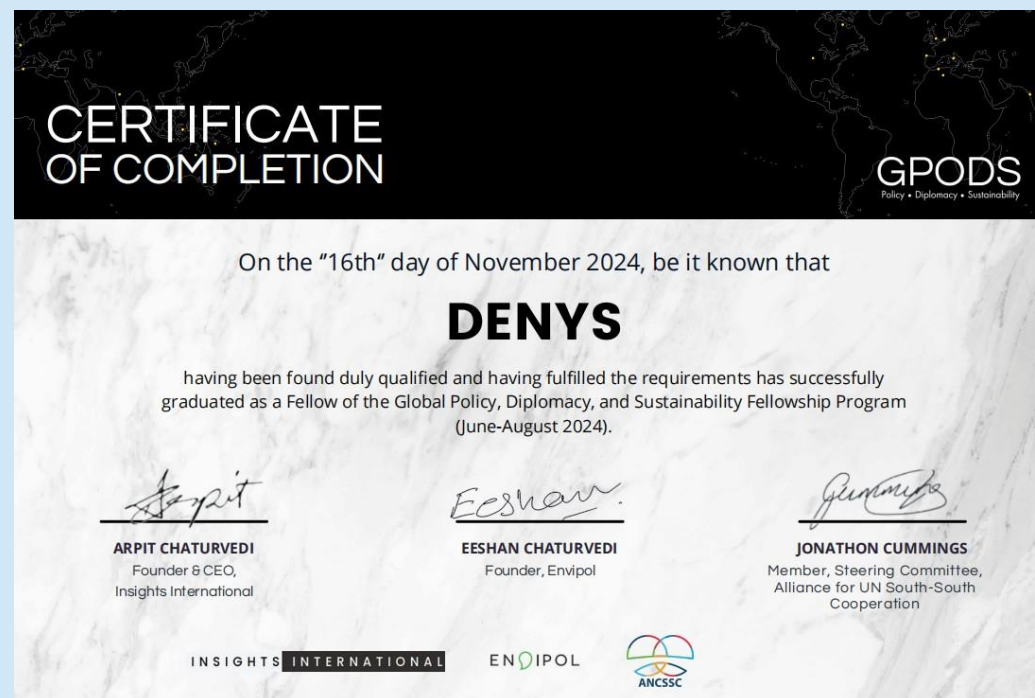 CERTIFICATE
OF COMPLETION
GPODS
Policy • Diplomacy • Sustainability
On the "16th" day of November 2024, be it known that
DENYS
having been found duly qualified and having fulfilled the requirements has successfully
graduated as a Fellow of the Global Policy, Diplomacy, and Sustainability Fellowship Program
(June-August 2024).
Arpit
Eeshan.
Cummings
ARPIT CHATURVEDI
Founder & CEO,
Insights International
EESHAN CHATURVEDI
Founder, Envipol
JONATHON CUMMINGS
Member, Steering Committee,
Alliance for UN South-South
Cooperation
INSIGHTS INTERNATIONAL
ENVIPOL
ANCSSC